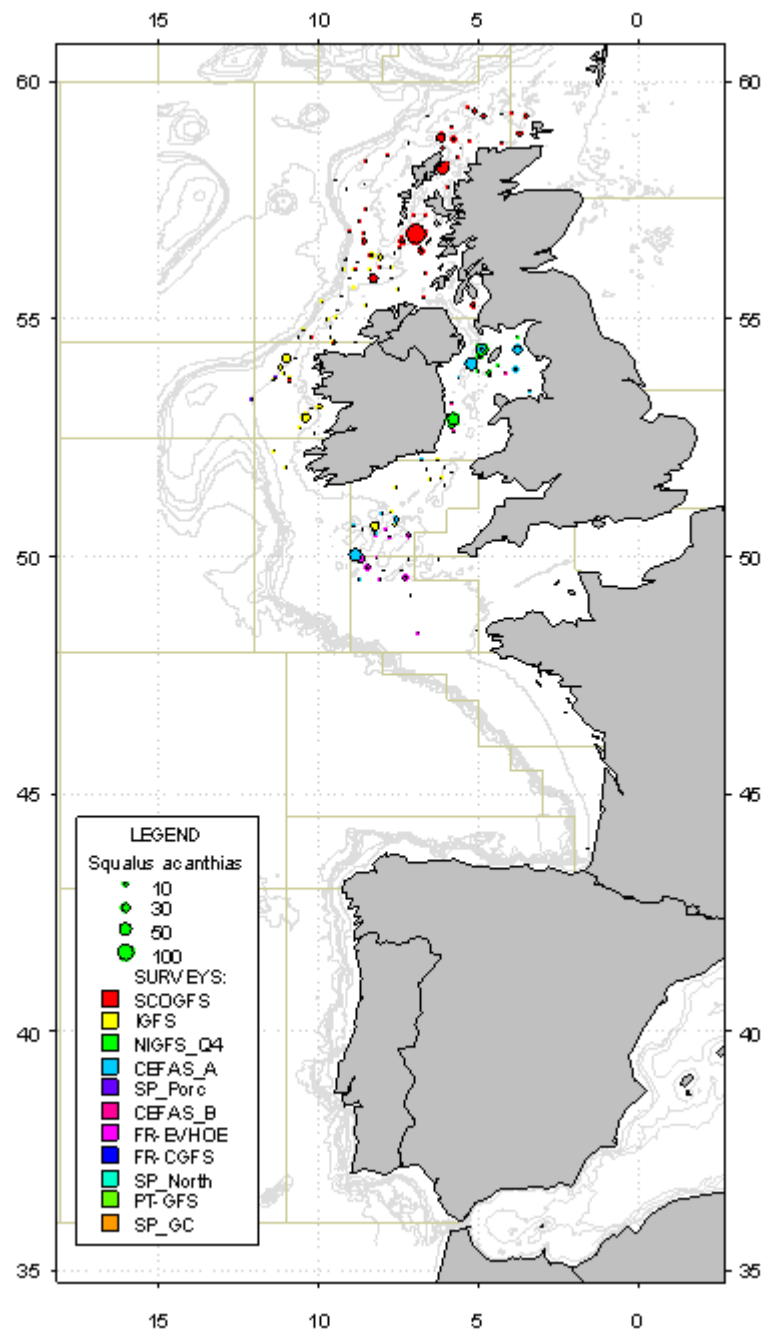 15 10 5 0
60 60
55 55
50 50
45 45
LEGEND
Squalus acanthias
10
30
50
100
SURVEYS:
SCOGFS
IGFS
NIGFS_Q4
CEFAS_A
SP_Porc
CEFAS_B
FR-EVHOE
FR-CGFS
SP_North
PT-GFS
SP_GC
40 40
35 35
15 10 5 0